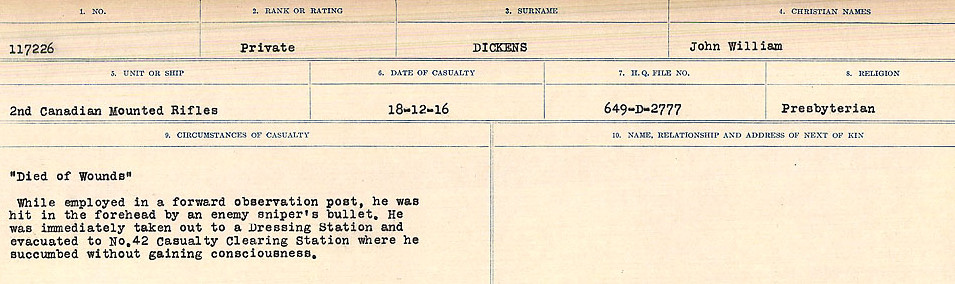 1. NO. 2. RANK OR RATING 3. SURNAME 4. CHRISTIAN NAMES
117226 Private DICKENS John William
5. UNIT OR SHIP 6. DATE OF CASUALTY 7. H.Q. FILE NO. 8. RELIGION
2nd Canadian Mounted Rifles 18-12-16 649-D-2777 Presbyterian
9. CIRCUMSTANCES OF CASUALTY 10. NAME, RELATIONSHIP AND ADDRESS OF NEXT OF KIN
"Died of Wounds"
While employed in a forward observation post, he was
hit in the forehead by an enemy sniper's bullet. He
was immediately taken out to a Dressing Station and
evacuated to No.42 Casualty Clearing Station where he
succumbed without gaining consciousness.